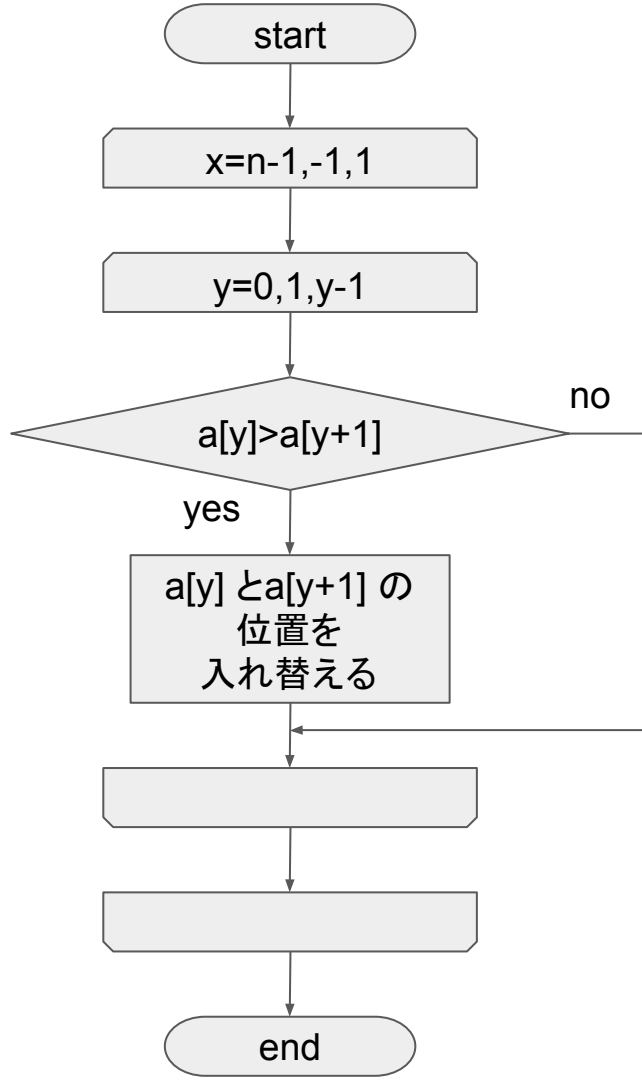 start
x=n-1,-1,1
y=0,1,y-1
a[y]>a[y+1]
no
yes
a[y] とa[y+1] の
位置を
入れ替える
end